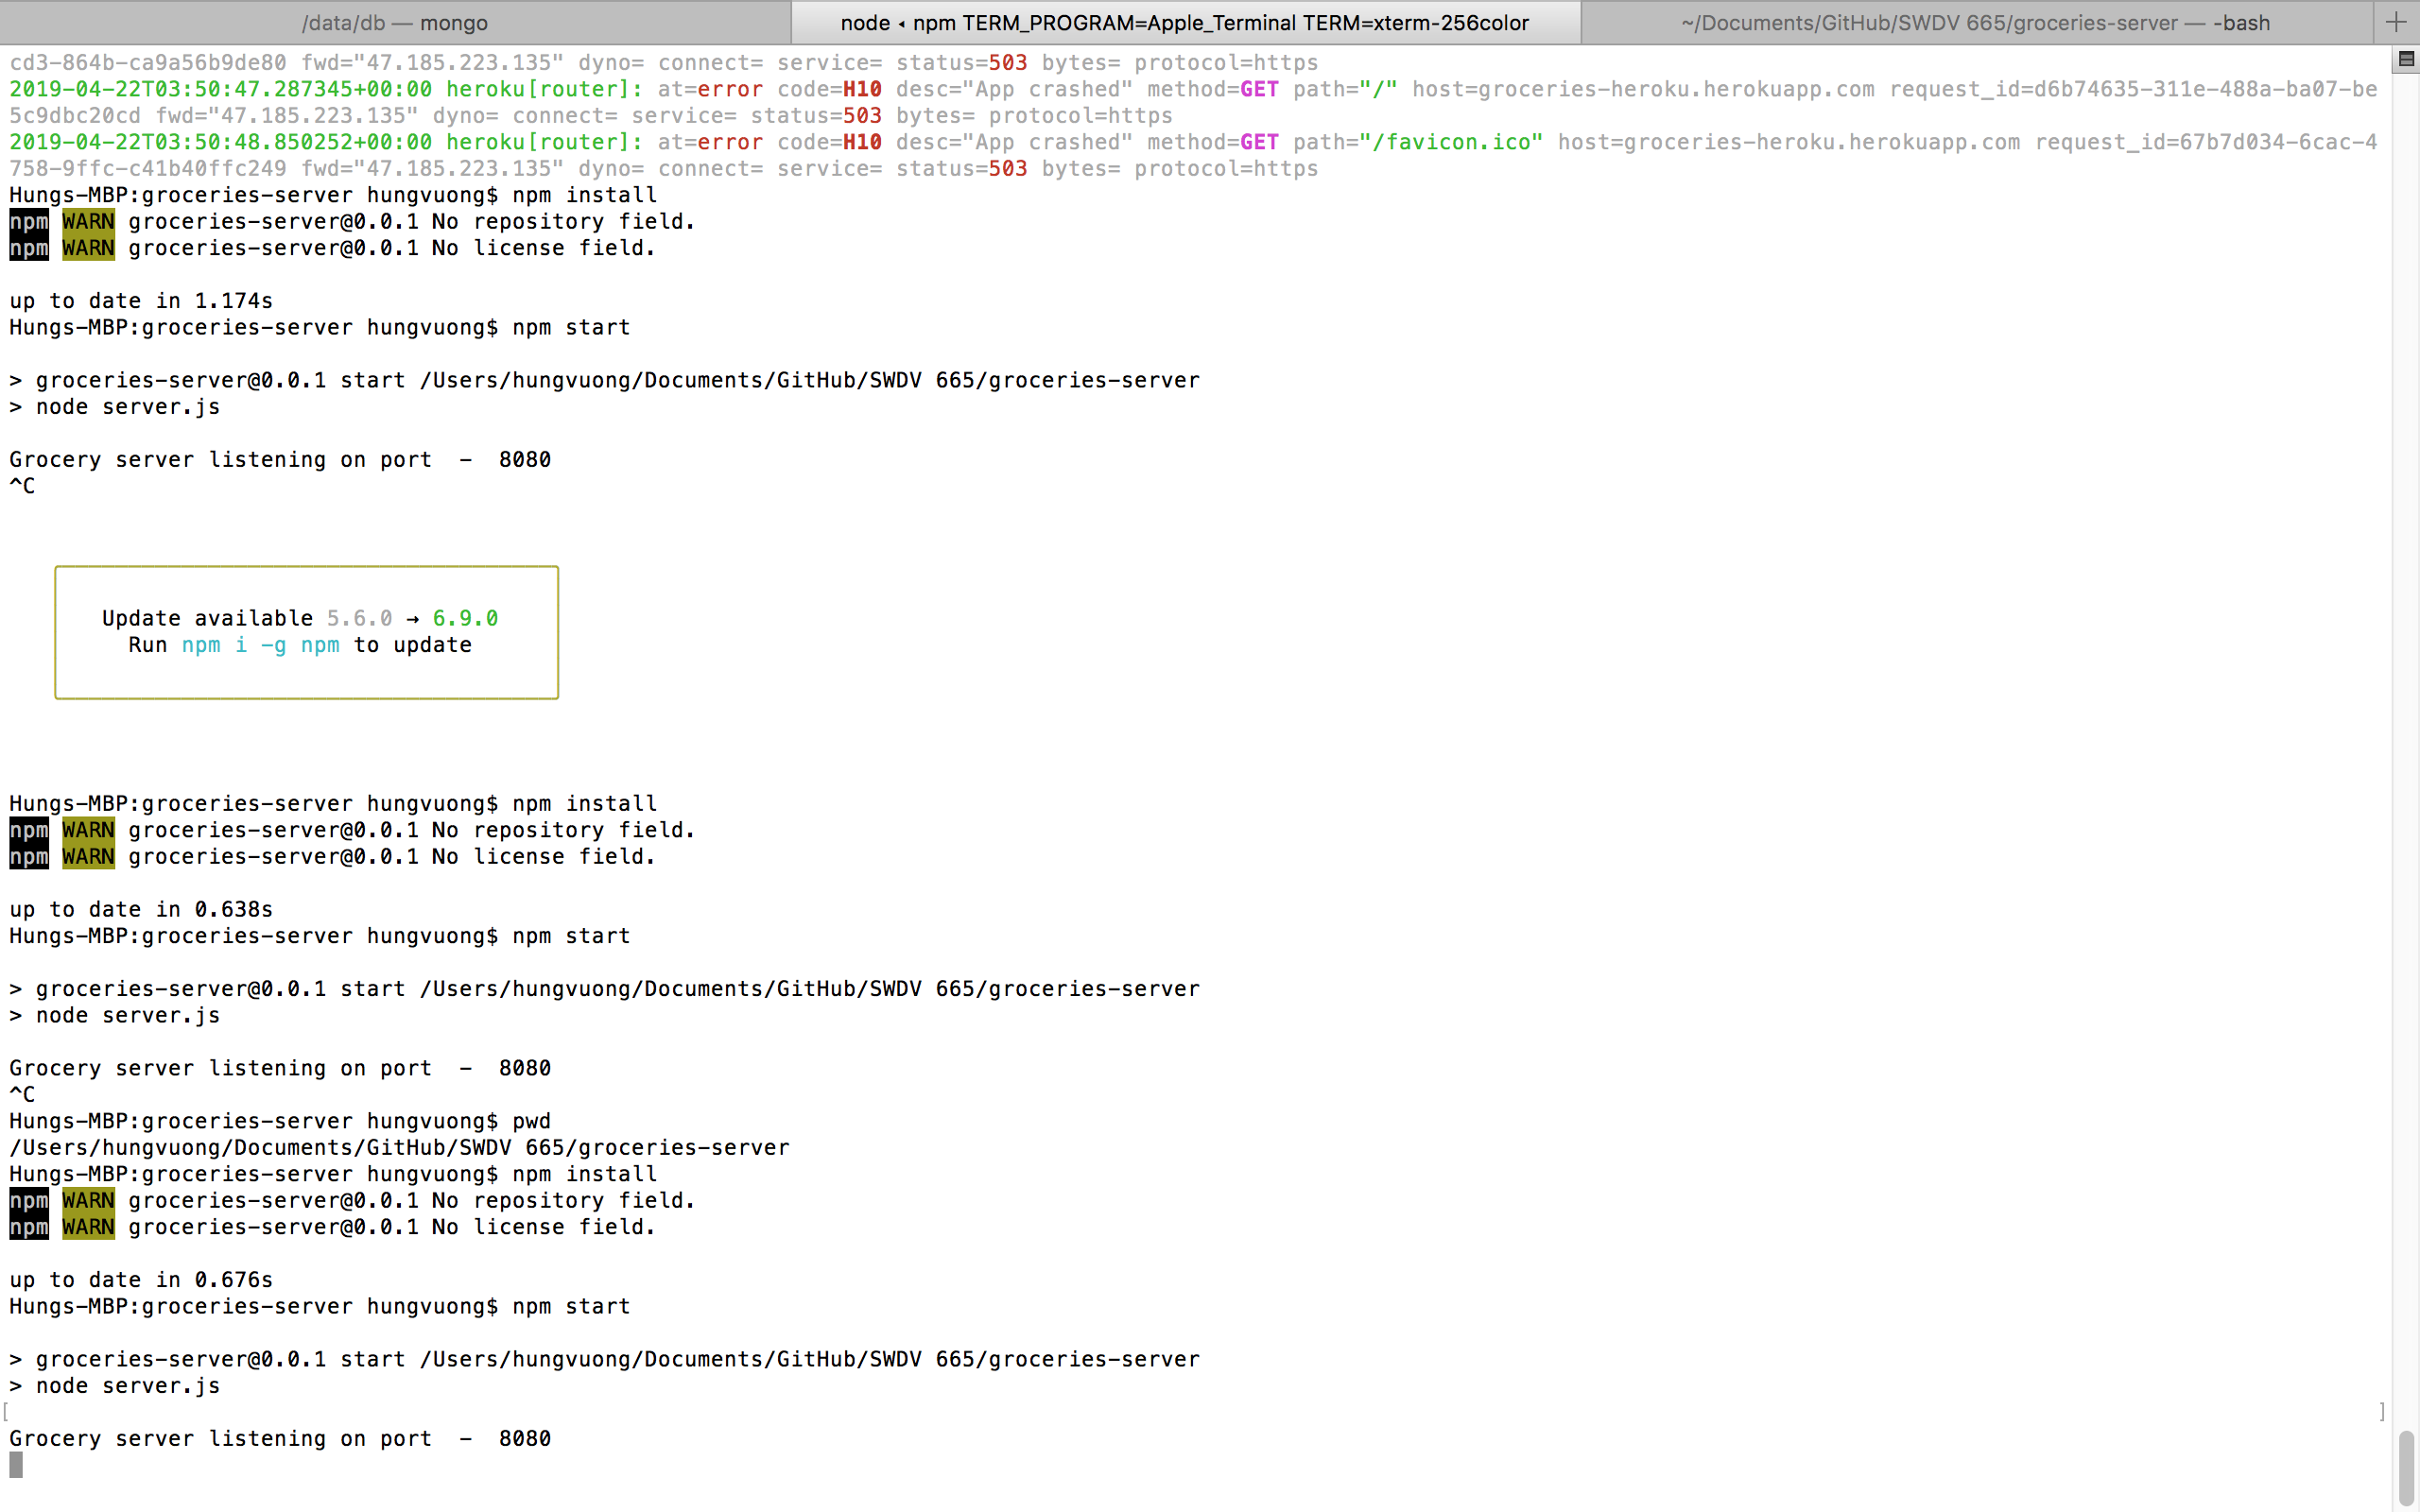 /data/db — mongo
node ◂ npm TERM_PROGRAM=Apple_Terminal TERM=xterm-256color
~/Documents/GitHub/SWDV 665/groceries-server — -bash
cd3-864b-ca9a56b9de80 fwd="47.185.223.135" dyno= connect= service= status=503 bytes= protocol=https
2019-04-22T03:50:47.287345+00:00 heroku[router]: at=error code=H10 desc="App crashed" method=GET path="/" host=groceries-heroku.herokuapp.com request_id=d6b74635-311e-488a-ba07-be
5c9dbc20cd fwd="47.185.223.135" dyno= connect= service= status=503 bytes= protocol=https
2019-04-22T03:50:48.850252+00:00 heroku[router]: at=error code=H10 desc="App crashed" method=GET path="/favicon.ico" host=groceries-heroku.herokuapp.com request_id=67b7d034-6cac-4
758-9ffc-c41b40ffc249 fwd="47.185.223.135" dyno= connect= service= status=503 bytes= protocol=https
Hungs-MBP:groceries-server hungvuong$ npm install
npm WARN groceries-server@0.0.1 No repository field.
npm WARN groceries-server@0.0.1 No license field.
up to date in 1.174s
Hungs-MBP:groceries-server hungvuong$ npm start
> groceries-server@0.0.1 start /Users/hungvuong/Documents/GitHub/SWDV 665/groceries-server
> node server.js
Grocery server listening on port  -  8080
^C
Update available 5.6.0 → 6.9.0
Run npm i -g npm to update
Hungs-MBP:groceries-server hungvuong$ npm install
npm WARN groceries-server@0.0.1 No repository field.
npm WARN groceries-server@0.0.1 No license field.
up to date in 0.638s
Hungs-MBP:groceries-server hungvuong$ npm start
> groceries-server@0.0.1 start /Users/hungvuong/Documents/GitHub/SWDV 665/groceries-server
> node server.js
Grocery server listening on port  -  8080
^C
Hungs-MBP:groceries-server hungvuong$ pwd
/Users/hungvuong/Documents/GitHub/SWDV 665/groceries-server
Hungs-MBP:groceries-server hungvuong$ npm install
npm WARN groceries-server@0.0.1 No repository field.
npm WARN groceries-server@0.0.1 No license field.
up to date in 0.676s
Hungs-MBP:groceries-server hungvuong$ npm start
> groceries-server@0.0.1 start /Users/hungvuong/Documents/GitHub/SWDV 665/groceries-server
> node server.js
[ ]
Grocery server listening on port  -  8080